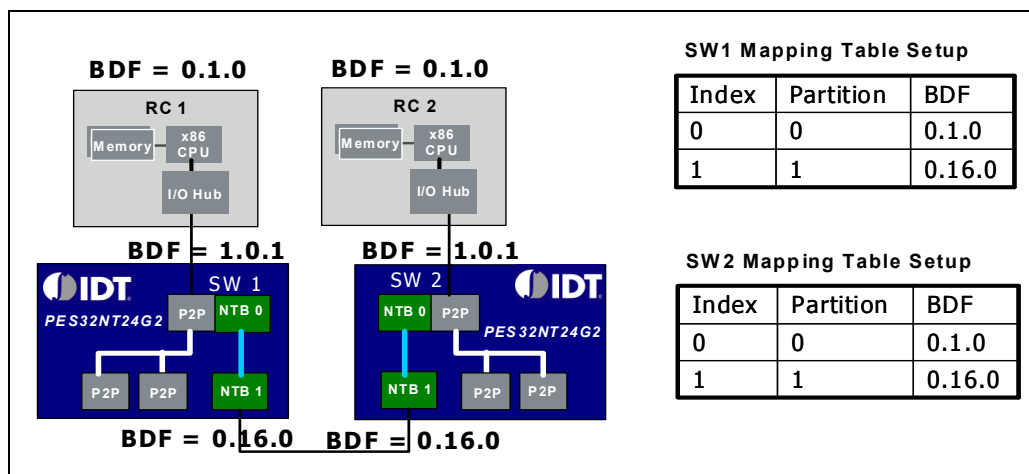 BDF = 0.1.0
RC 1
Memory
x86
CPU
I/O Hub
BDF = 1.0.1
IDT
SW 1
PES32NT24G2
P2P
NTB 0
P2P
P2P
NTB 1
BDF = 0.16.0
BDF = 0.1.0
RC 2
Memory
x86
CPU
I/O Hub
BDF = 1.0.1
SW 2
IDT
NTB 0
P2P
PES32NT24G2
NTB 1
P2P
P2P
BDF = 0.16.0
SW1 Mapping Table Setup
Index Partition BDF
0 0 0.1.0
1 1 0.16.0
SW2 Mapping Table Setup
Index Partition BDF
0 0 0.1.0
1 1 0.16.0